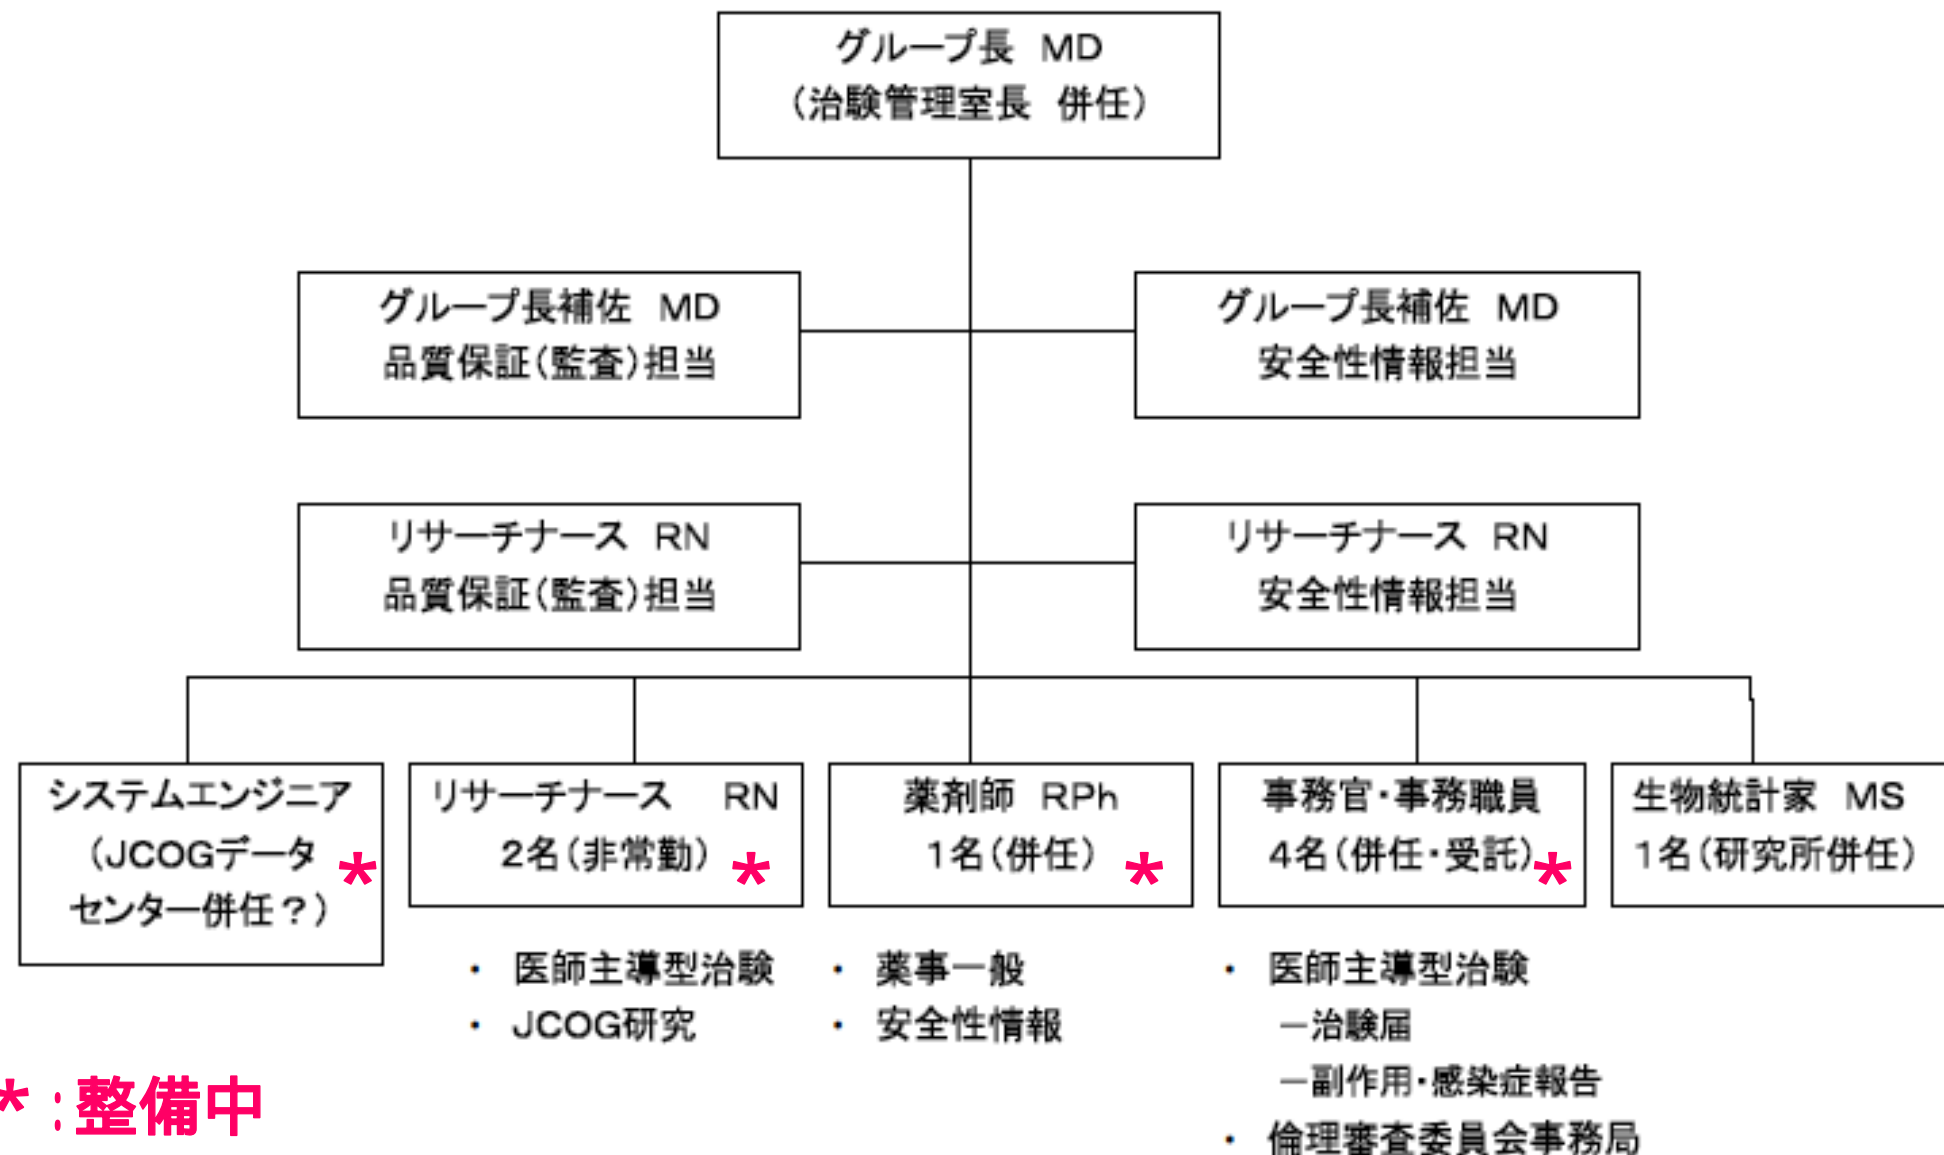 グループ長　MD
（治験管理室長　併任）
グループ長補佐　MD
品質保証（監査）担当
グループ長補佐　MD
安全性情報担当
リサーチナース　RN
品質保証（監査）担当
リサーチナース　RN
安全性情報担当
システムエンジニア
（JCOGデータ
センター併任？）
*
リサーチナース　RN
2名（非常勤）
*
薬剤師　RPh
1名（併任）
*
事務官・事務職員
4名（併任・受託）
*
生物統計家　MS
1名（研究所併任）
・ 医師主導型治験
・ JCOG研究
・ 薬事一般
・ 安全性情報
・ 医師主導型治験
－治験届
－副作用・感染症報告
・ 倫理審査委員会事務局
*：整備中